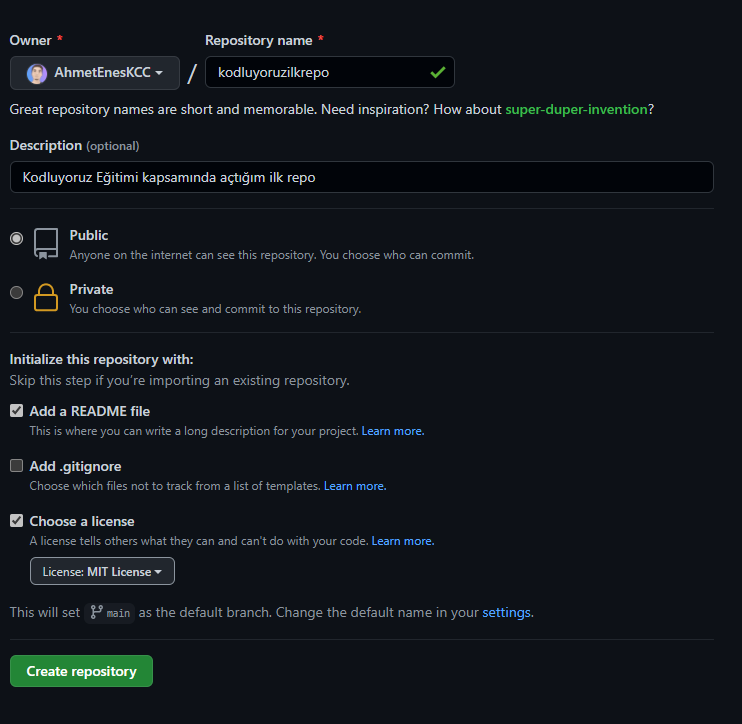 Owner * Repository name *
AhmetEnesKCC / kodluyoruzilkrepo
Great repository names are short and memorable. Need inspiration? How about super-duper-invention?
Description (optional)
Kodluyoruz Eğitimi kapsamında açtığım ilk repo
Public
Anyone on the internet can see this repository. You choose who can commit.
Private
You choose who can see and commit to this repository.
Initialize this repository with:
Skip this step if you're importing an existing repository.
Add a README file
This is where you can write a long description for your project. Learn more.
Add .gitignore
Choose which files not to track from a list of templates. Learn more.
Choose a license
A license tells others what they can and can't do with your code. Learn more.
License: MIT License
This will set main as the default branch. Change the default name in your settings.
Create repository